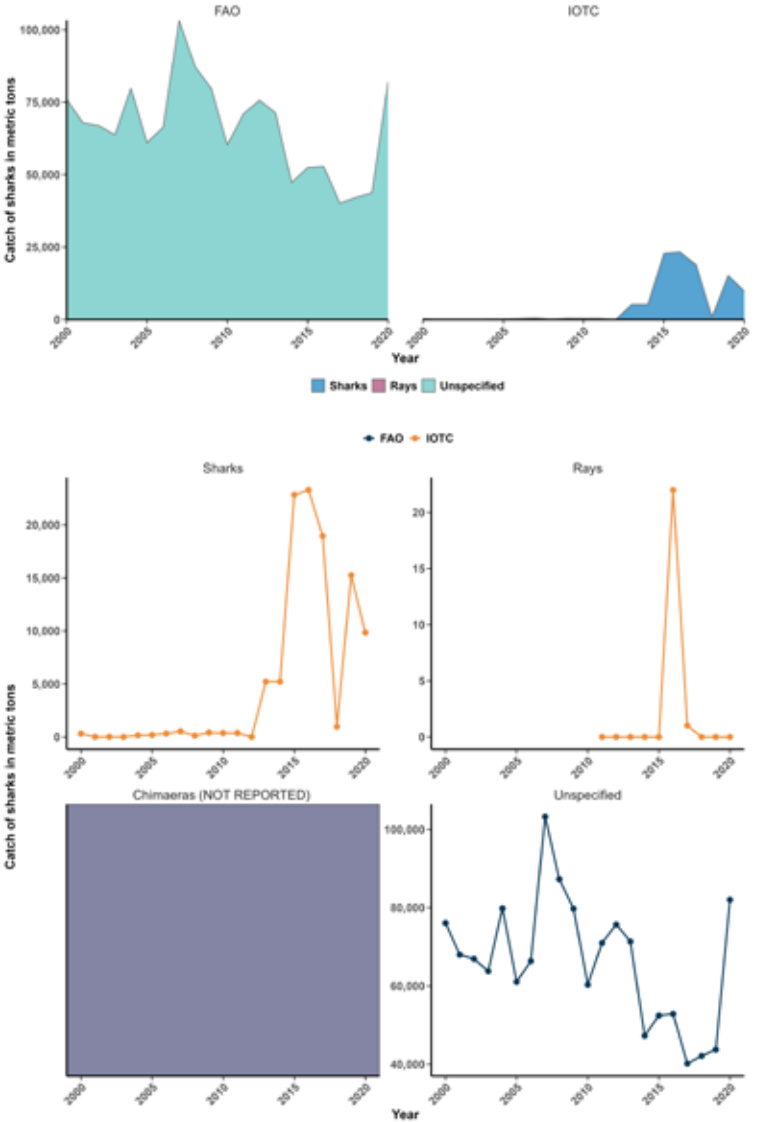 FAO IOTC
100,000
75,000
50,000
25,000
0
Catch of sharks in metric tons
2000 2005 2010 2015 2020 2000 2005 2010 2015 2020
Year
Sharks Rays Unspecified
FAO IOTC
Sharks Rays
20,000
15,000
10,000
5,000
0
20
15
10
5
0
2000 2005 2010 2015 2020 2000 2005 2010 2015 2020
Catch of sharks in metric tons
Chimaeras (NOT REPORTED) Unspecified
100,000
80,000
60,000
40,000
2000 2005 2010 2015 2020 2000 2005 2010 2015 2020
Year